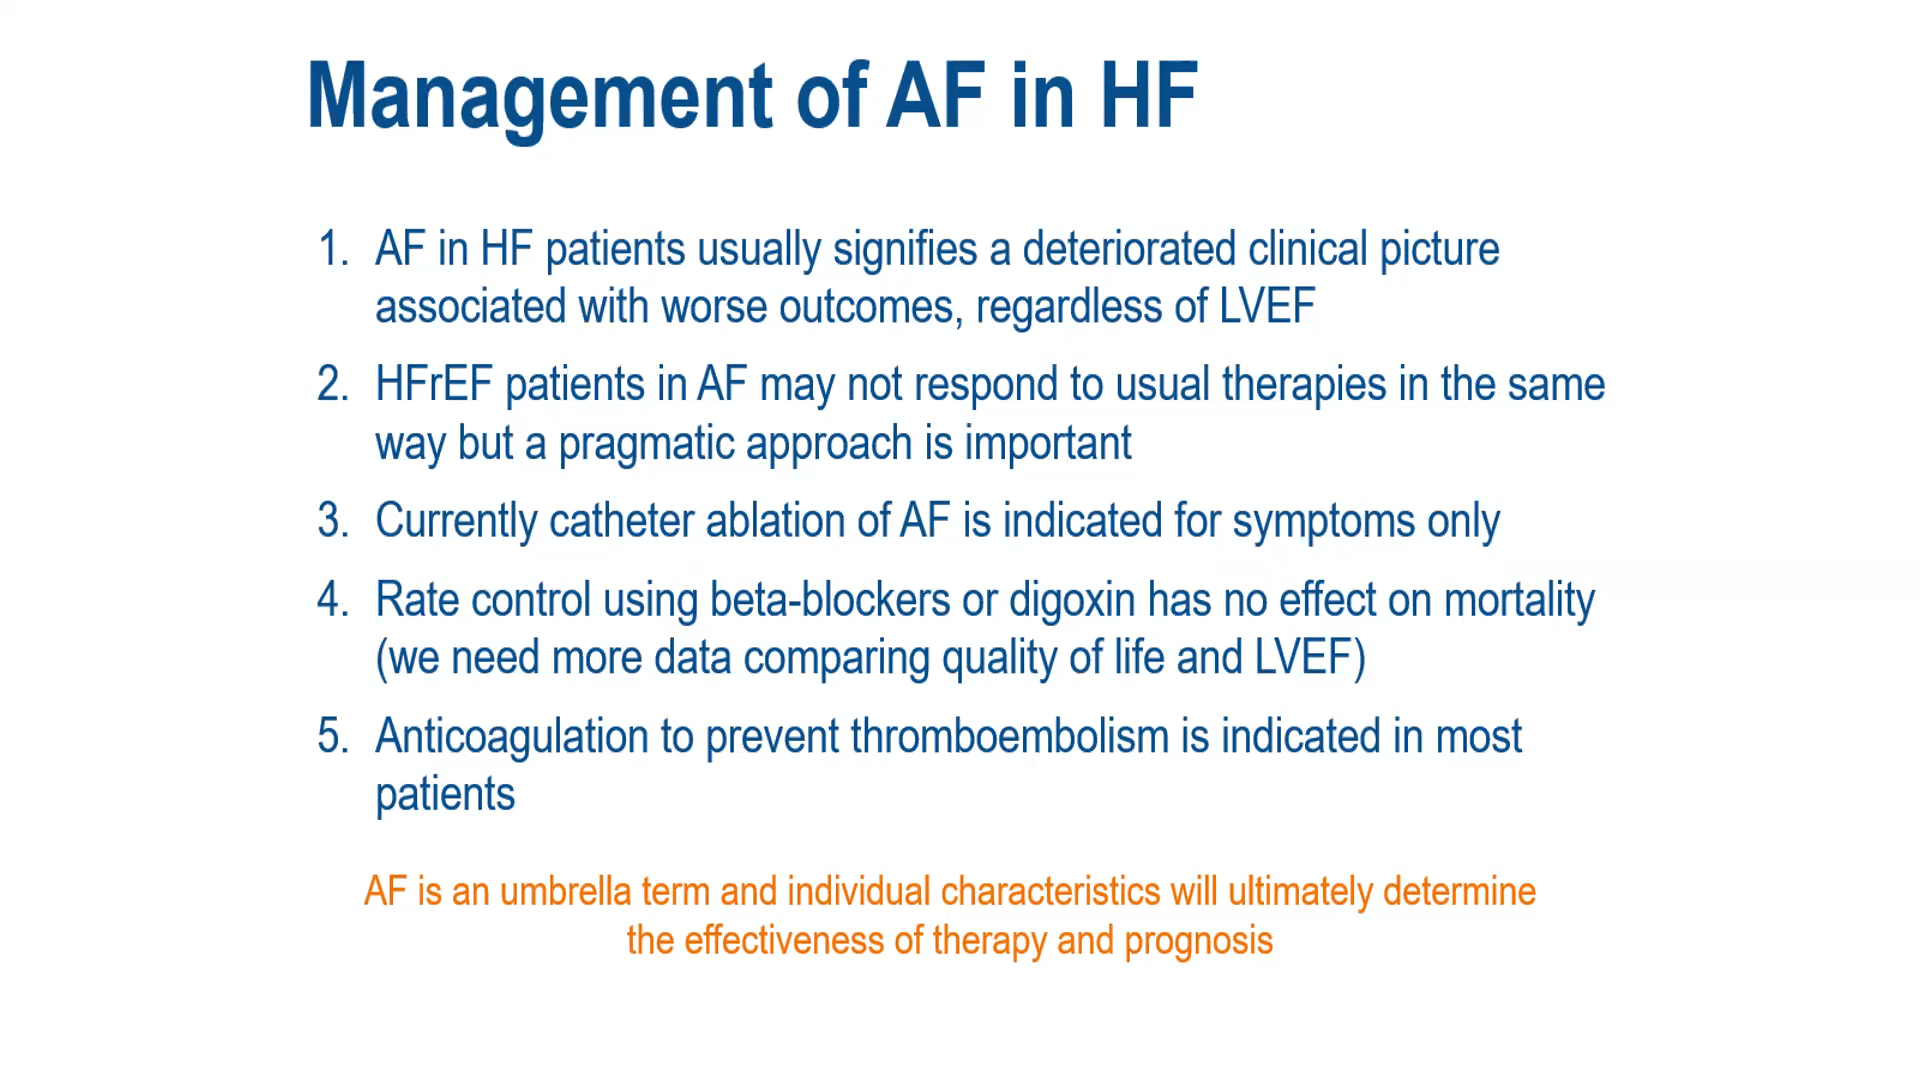 Management of AF in HF
1. AF in HF patients usually signifies a deteriorated clinical picture
associated with worse outcomes, regardless of LVEF
2. HFrEF patients in AF may not respond to usual therapies in the same
way but a pragmatic approach is important
3. Currently catheter ablation of AF is indicated for symptoms only
4. Rate control using beta-blockers or digoxin has no effect on mortality
(we need more data comparing quality of life and LVEF)
5. Anticoagulation to prevent thromboembolism is indicated in most
patients
AF is an umbrella term and individual characteristics will ultimately determine
the effectiveness of therapy and prognosis